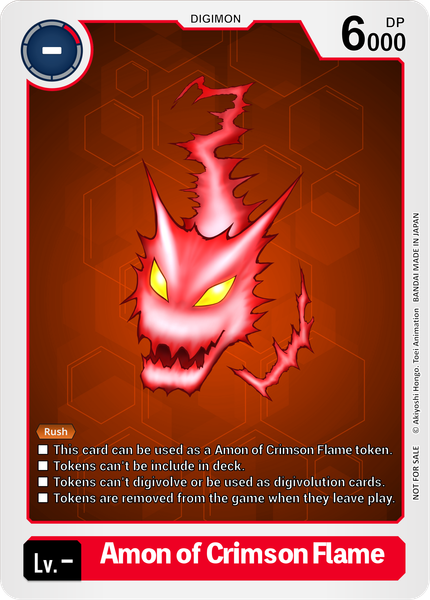 DIGIMON
-
DP
6000
Rush
■ This card can be used as a Amon of Crimson Flame token.
■ Tokens can't be include in deck.
■ Tokens can't digivolve or be used as digivolution cards.
■ Tokens are removed from the game when they leave play.
NOT FOR SALE © Akiyoshi Hongo. Toei Animation BANDAI MADE IN JAPAN
Lv.-
Amon of Crimson Flame